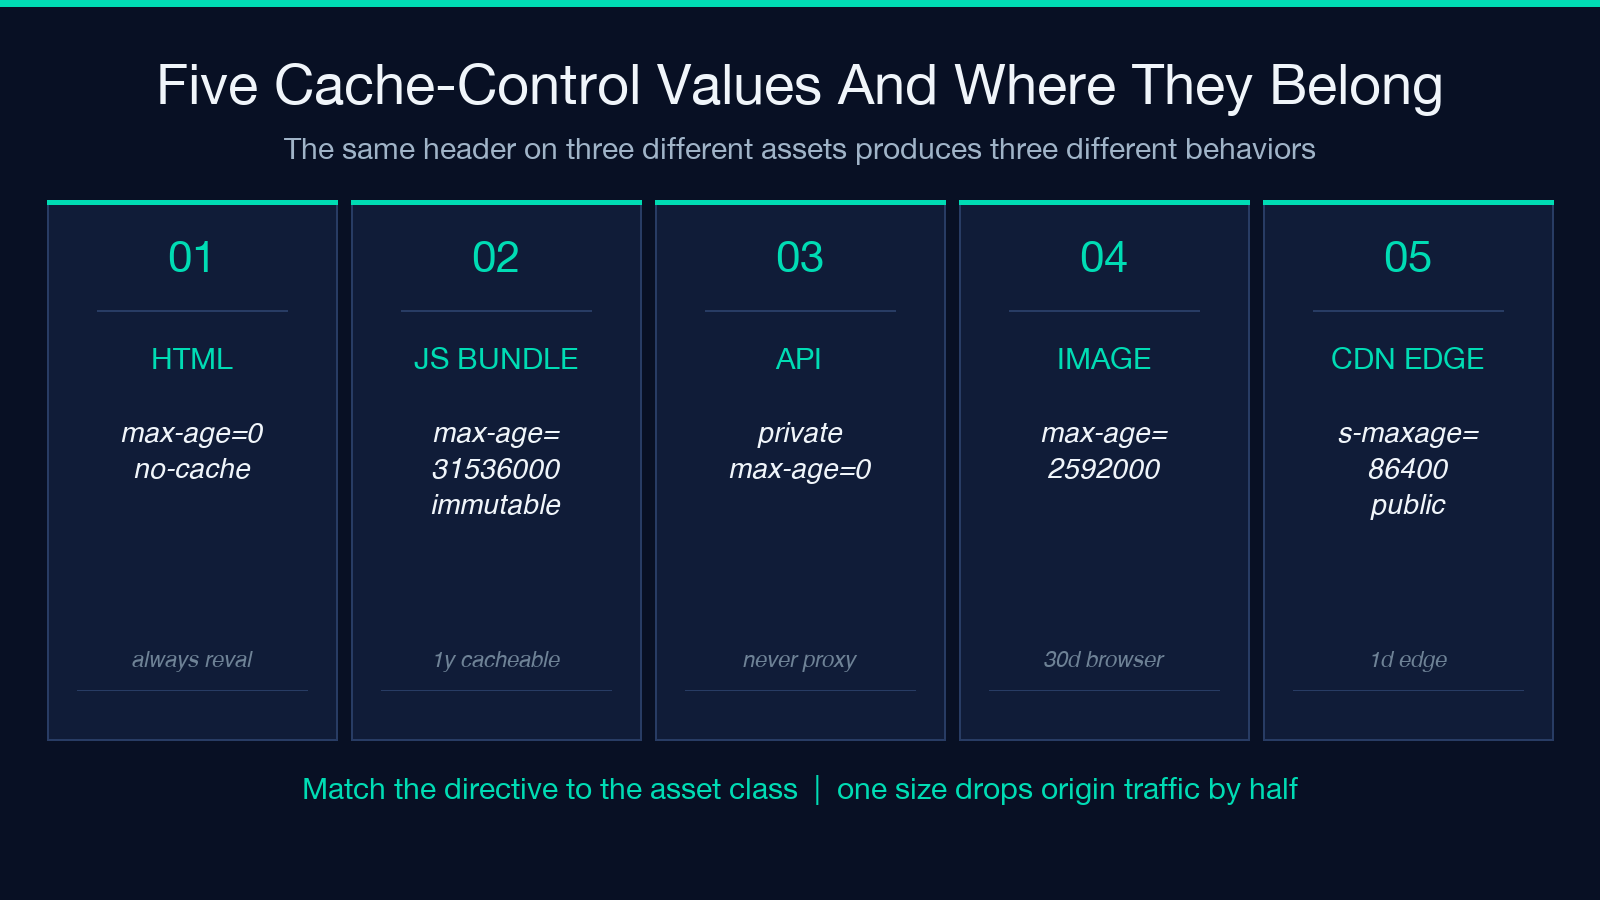 Five Cache-Control Values And Where They Belong
The same header on three different assets produces three different behaviors
01
HTML
max-age=0
no-cache
always reval
02
JS BUNDLE
max-age=
31536000
immutable
1y cacheable
03
API
private
max-age=0
never proxy
04
IMAGE
max-age=
2592000
30d browser
05
CDN EDGE
s-maxage=
86400
public
1d edge
Match the directive to the asset class | one size drops origin traffic by half